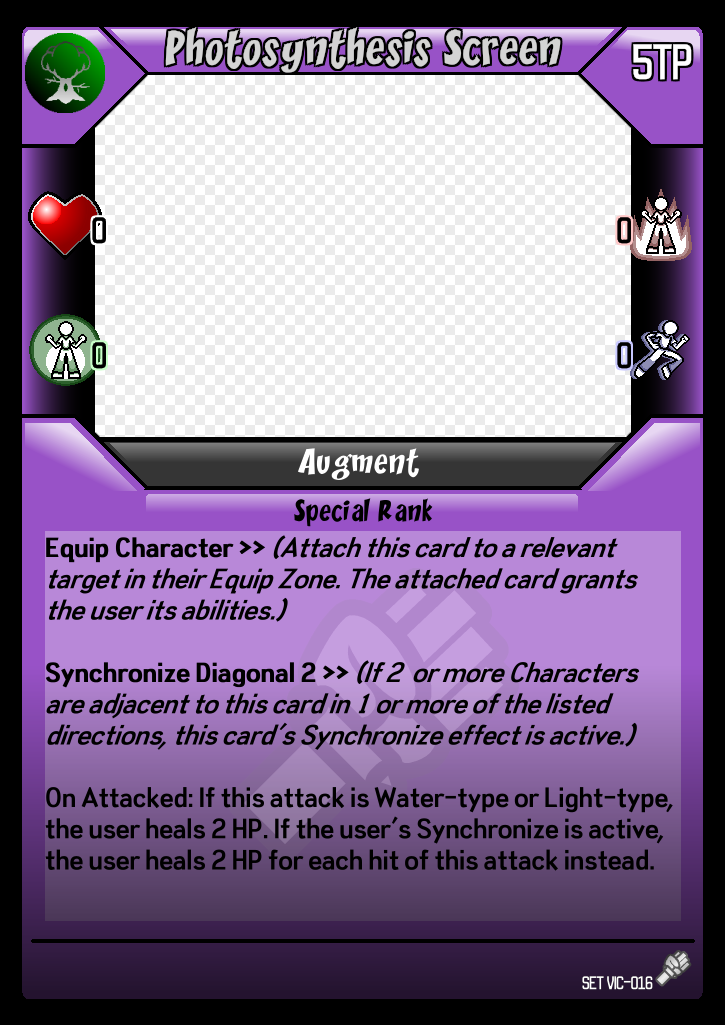 Photosynthesis Screen
5TP
0
0
0
0
Augment
Special Rank
Equip Character >> (Attach this card to a relevant
target in their Equip Zone. The attached card grants
the user its abilities.)
Synchronize Diagonal 2 >> (If 2 or more Characters
are adjacent to this card in 1 or more of the listed
directions, this card's Synchronize effect is active.)
On Attacked: If this attack is Water-type or Light-type,
the user heals 2 HP. If the user's Synchronize is active,
the user heals 2 HP for each hit of this attack instead.
SET VIC-016